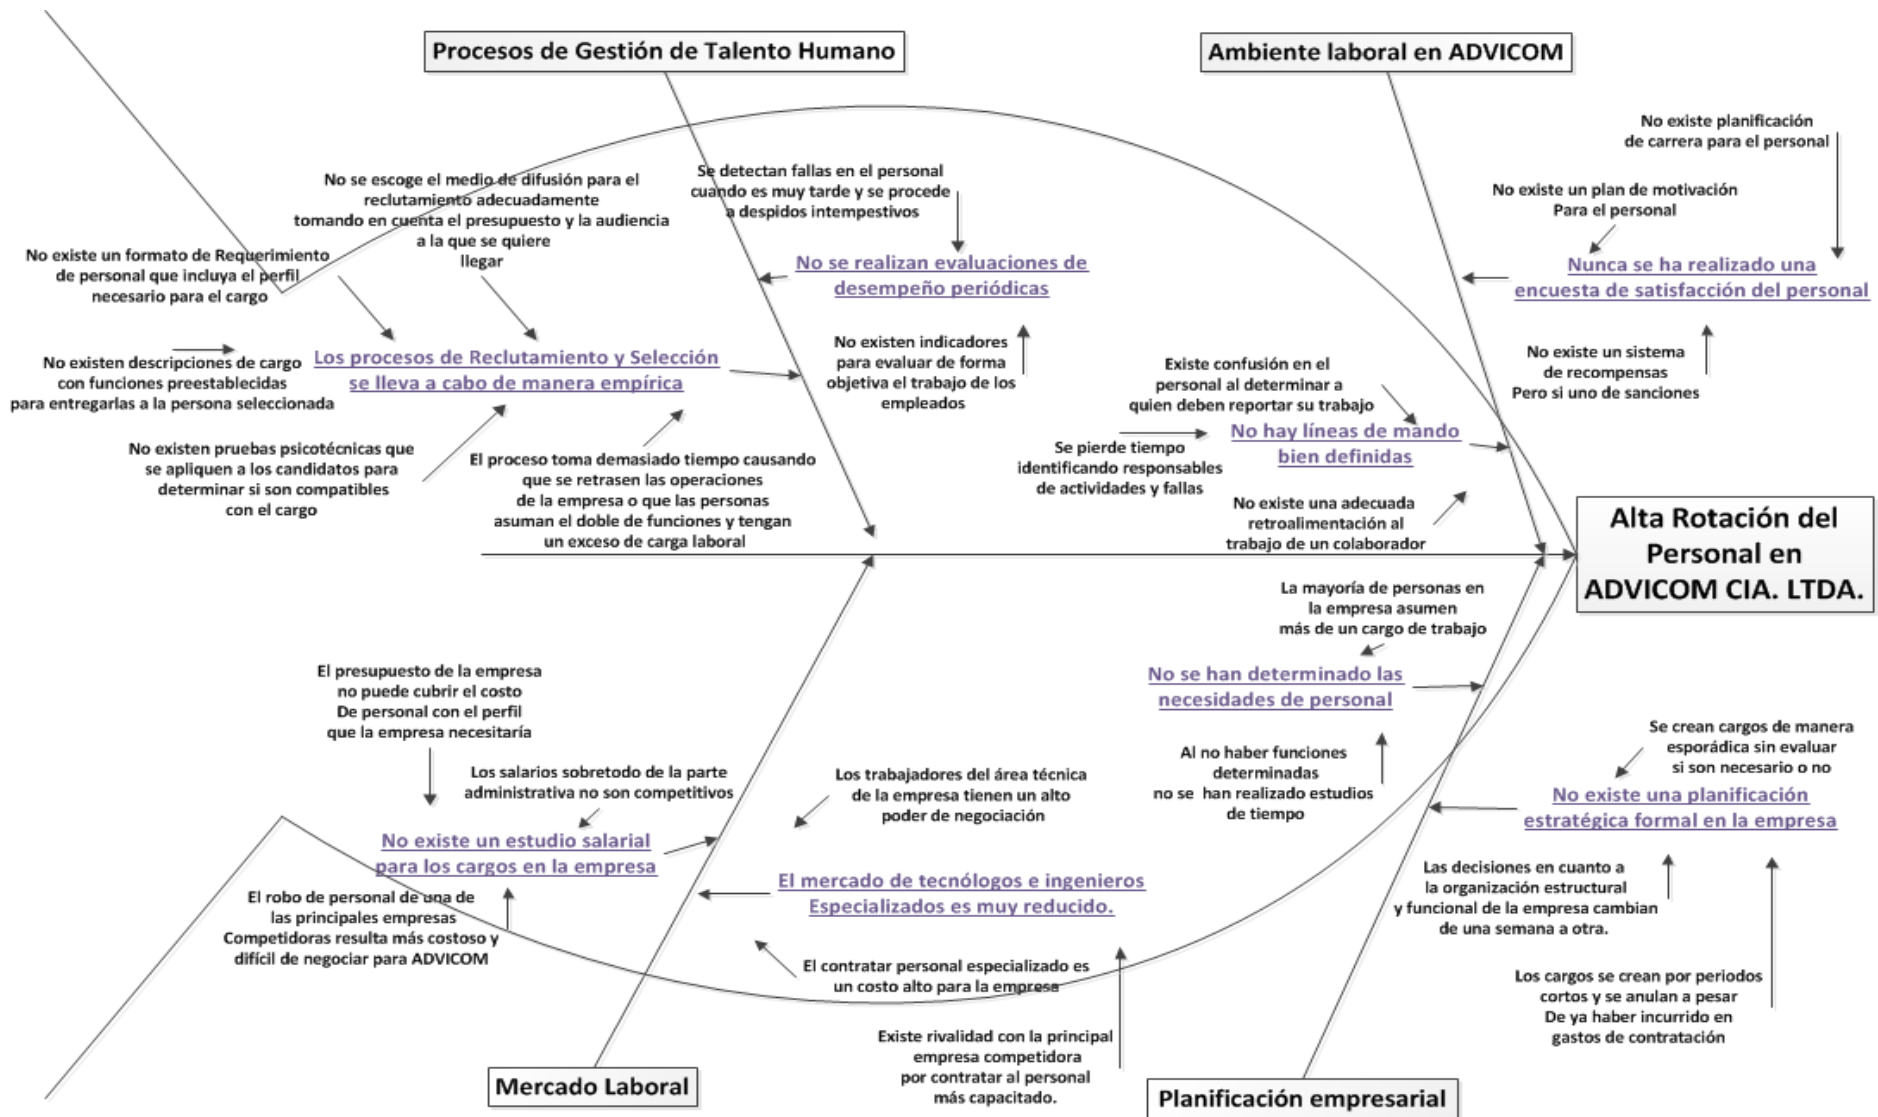 Procesos de Gestión de Talento Humano
Ambiente laboral en ADVICOM
No existe planificación
de carrera para el personal
No se escoge el medio de difusión para el
reclutamiento adecuadamente
tomando en cuenta el presupuesto y la audiencia
a la que se quiere
llegar
Se detectan fallas en el personal
cuando es muy tarde y se procede
a despidos intempestivos
No existe un plan de motivación
Para el personal
No existe un formato de Requerimiento
de personal que incluya el perfil
necesario para el cargo
No se realizan evaluaciones de
desempeño periódicas
Nunca se ha realizado una
encuesta de satisfacción del personal
No existen descripciones de cargo
con funciones preestablecidas
para entregarlas a la persona seleccionada
Los procesos de Reclutamiento y Selección
se lleva a cabo de manera empírica
No existen indicadores
para evaluar de forma
objetiva el trabajo de los
empleados
Existe confusión en el
personal al determinar a
quien deben reportar su trabajo
No existe un sistema
de recompensas
Pero si uno de sanciones
No existen pruebas psicotécnicas que
se apliquen a los candidatos para
determinar si son compatibles
con el cargo
El proceso toma demasiado tiempo causando
que se retrasen las operaciones
de la empresa o que las personas
asuman el doble de funciones y tengan
un exceso de carga laboral
Se pierde tiempo
identificando responsables
de actividades y fallas
No hay líneas de mando
bien definidas
No existe una adecuada
retroalimentación al
trabajo de un colaborador
Alta Rotación del
Personal en
ADVICOM CIA. LTDA.
La mayoría de personas en
la empresa asumen
más de un cargo de trabajo
El presupuesto de la empresa
no puede cubrir el costo
De personal con el perfil
que la empresa necesitaría
No se han determinado las
necesidades de personal
Se crean cargos de manera
esporádica sin evaluar
si son necesario o no
Los salarios sobretodo de la parte
administrativa no son competitivos
Los trabajadores del área técnica
de la empresa tienen un alto
poder de negociación
Al no haber funciones
determinadas
no se han realizado estudios
de tiempo
No existe una planificación
estratégica formal en la empresa
No existe un estudio salarial
para los cargos en la empresa
El mercado de tecnólogos e ingenieros
Especializados es muy reducido.
Las decisiones en cuanto a
la organización estructural
y funcional de la empresa cambian
de una semana a otra.
El robo de personal de una de
las principales empresas
Competidoras resulta más costoso y
difícil de negociar para ADVICOM
El contratar personal especializado es
un costo alto para la empresa
Los cargos se crean por periodos
cortos y se anulan a pesar
De ya haber incurrido en
gastos de contratación
Existe rivalidad con la principal
empresa competidora
por contratar al personal
más capacitado.
Mercado Laboral
Planificación empresarial